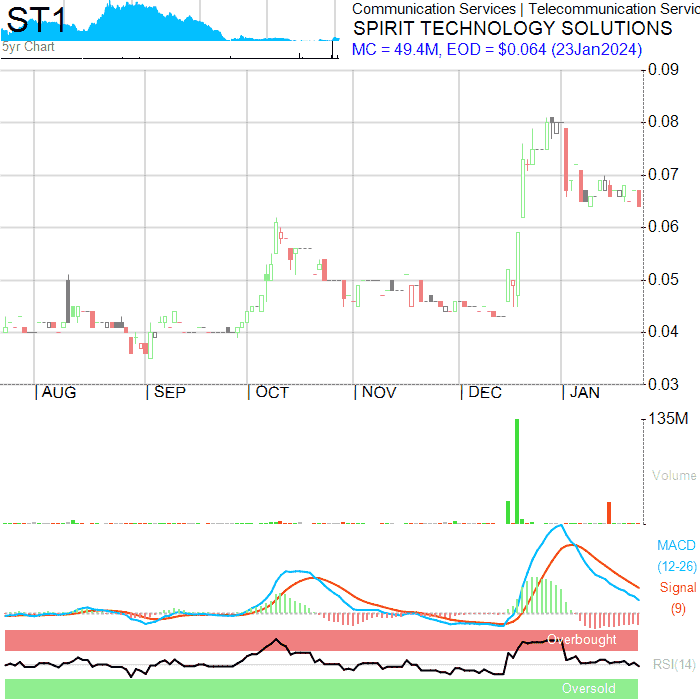 ST1
5yr Chart
Communication Services | Telecommunication Servic
SPIRIT TECHNOLOGY SOLUTIONS
MC = 49.4M, EOD = $0.064 (23Jan2024)
0.09
0.08
0.07
0.06
0.05
0.04
0.03
AUG SEP OCT NOV DEC JAN
135M
Volume
MACD
(12-26)
Signal
(9)
Overbought
RSI(14)
Oversold